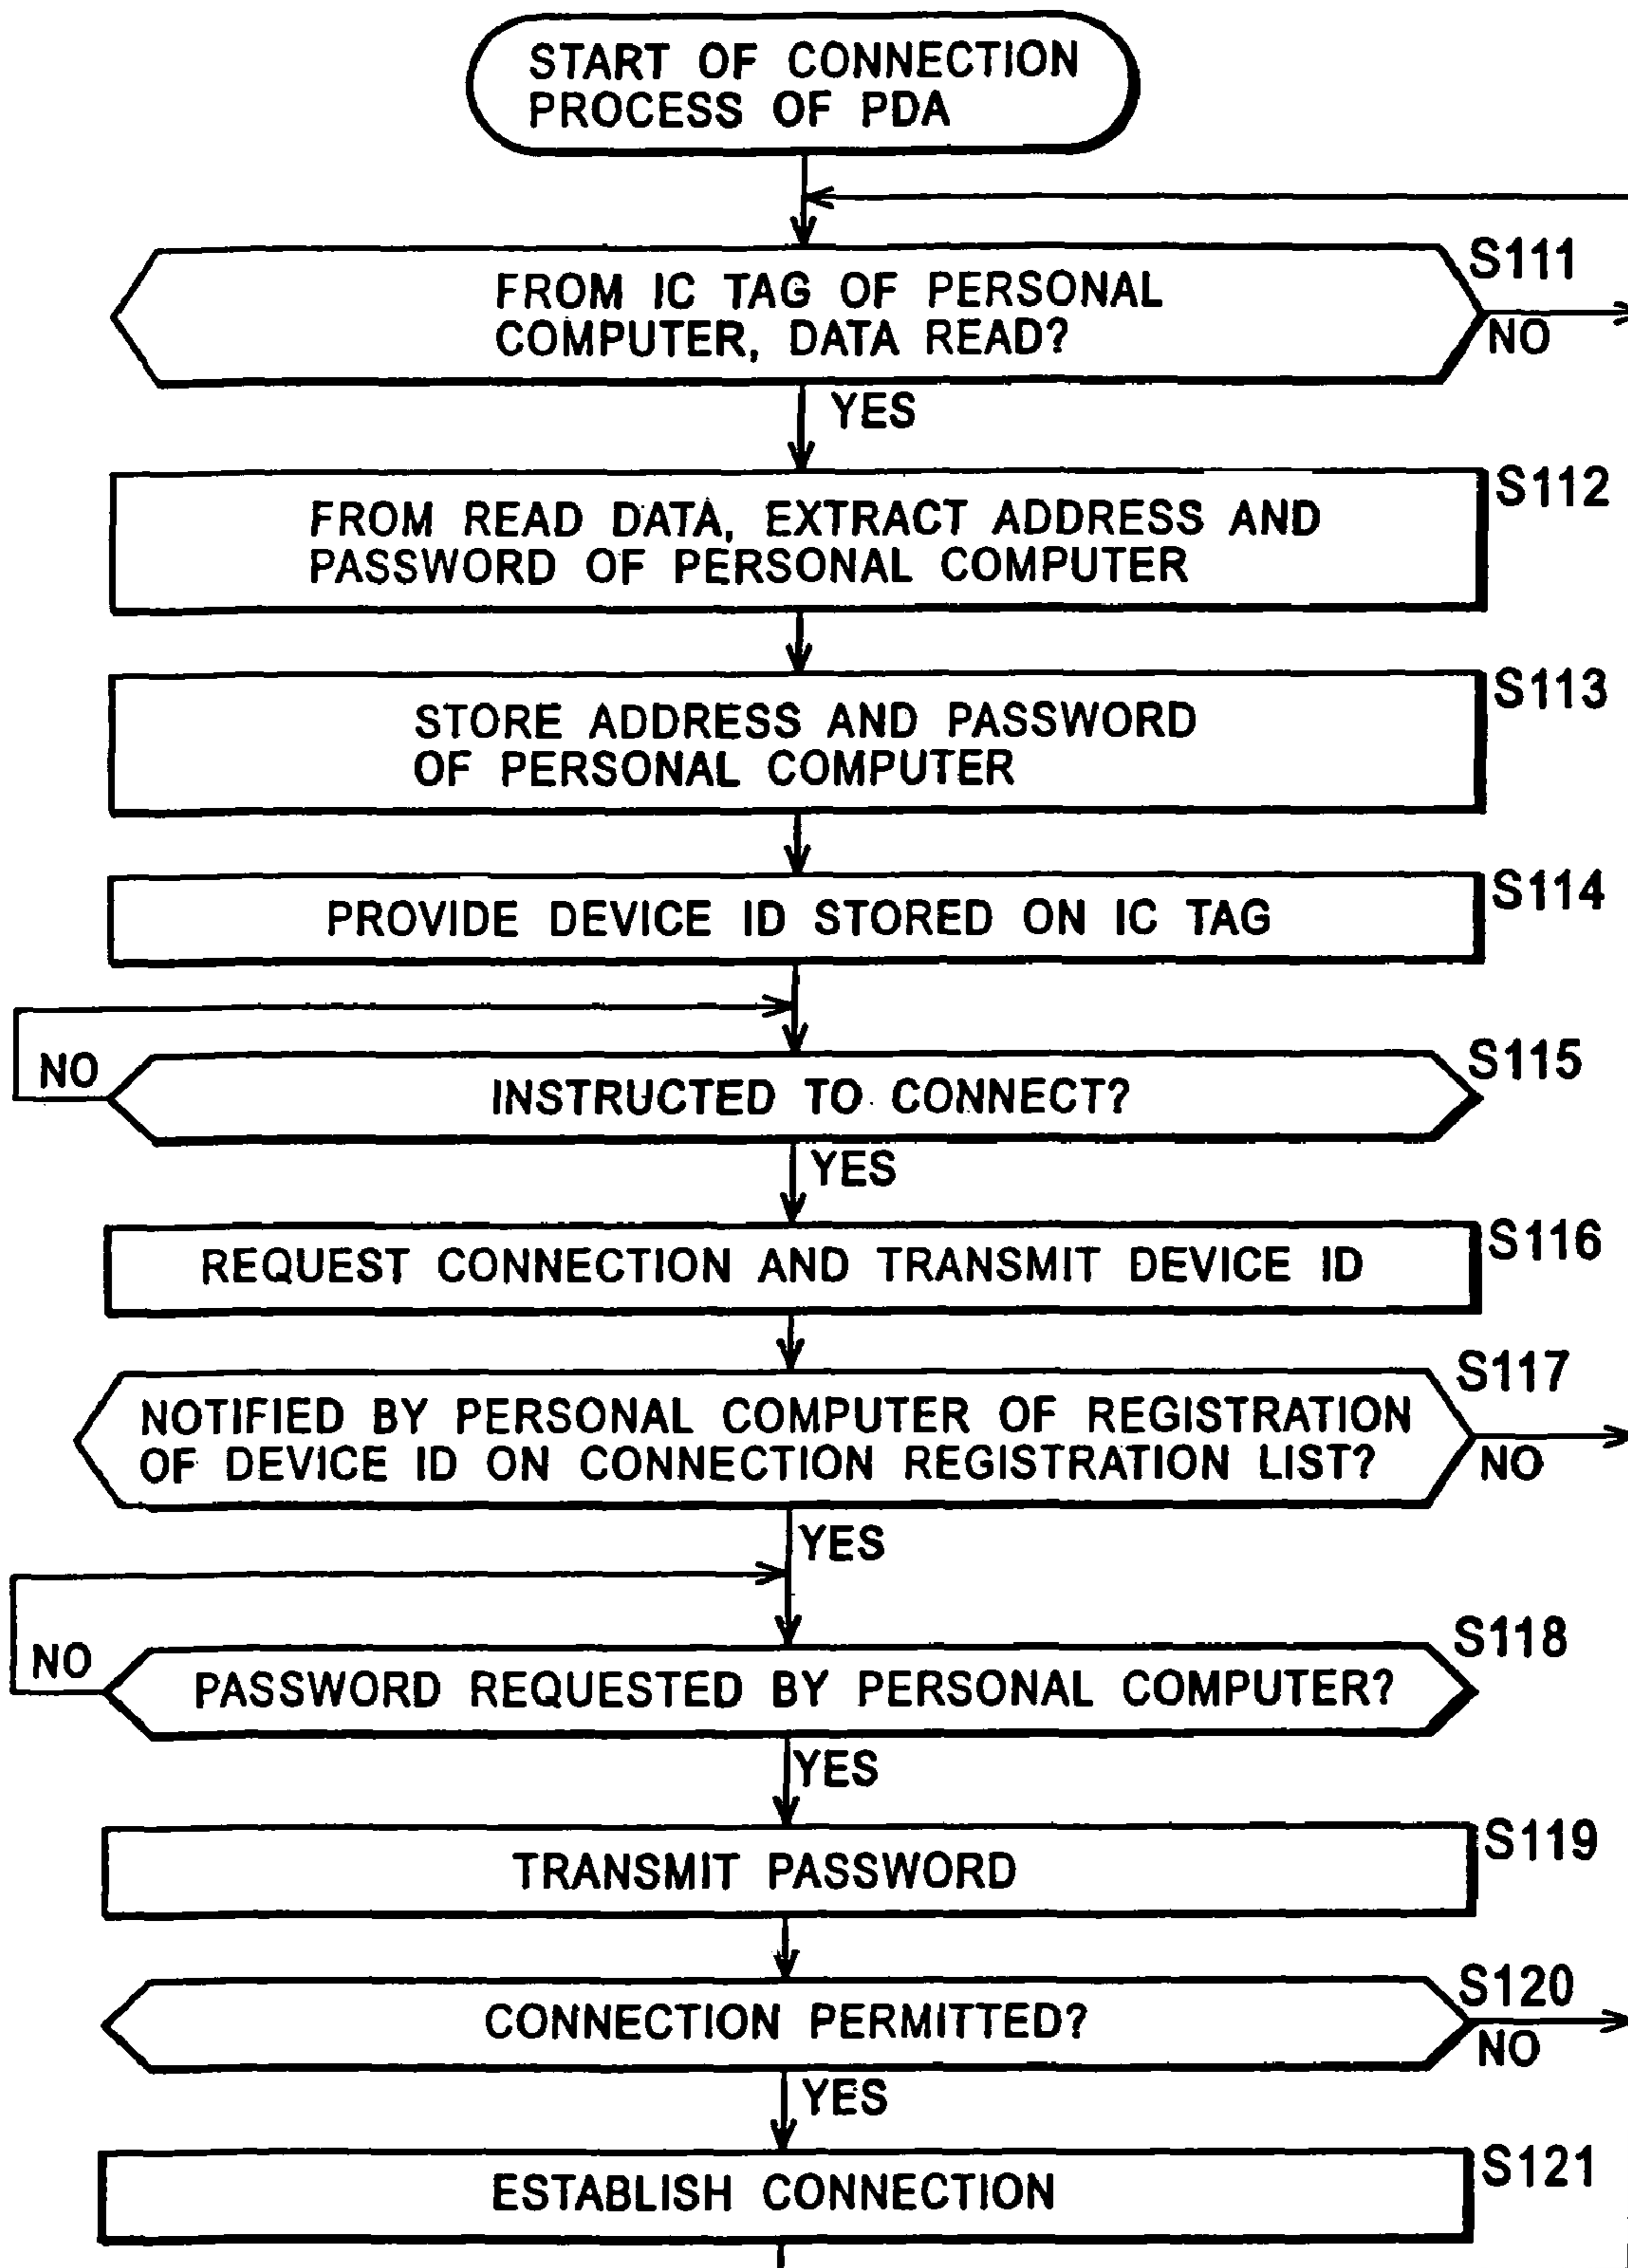 START OF CONNECTION
PROCESS OF PDA
S111
FROM IC TAG OF PERSONAL
COMPUTER, DATA READ?
NO
YES
S112
FROM READ DATA, EXTRACT ADDRESS AND
PASSWORD OF PERSONAL COMPUTER
S113
STORE ADDRESS AND PASSWORD
OF PERSONAL COMPUTER
S114
PROVIDE DEVICE ID STORED ON IC TAG
S115
NO
INSTRUCTED TO CONNECT?
YES
S116
REQUEST CONNECTION AND TRANSMIT DEVICE ID
S117
NOTIFIED BY PERSONAL COMPUTER OF REGISTRATION
OF DEVICE ID ON CONNECTION REGISTRATION LIST?
NO
YES
S118
NO
PASSWORD REQUESTED BY PERSONAL COMPUTER?
YES
S119
TRANSMIT PASSWORD
S120
CONNECTION PERMITTED?
NO
YES
S121
ESTABLISH CONNECTION